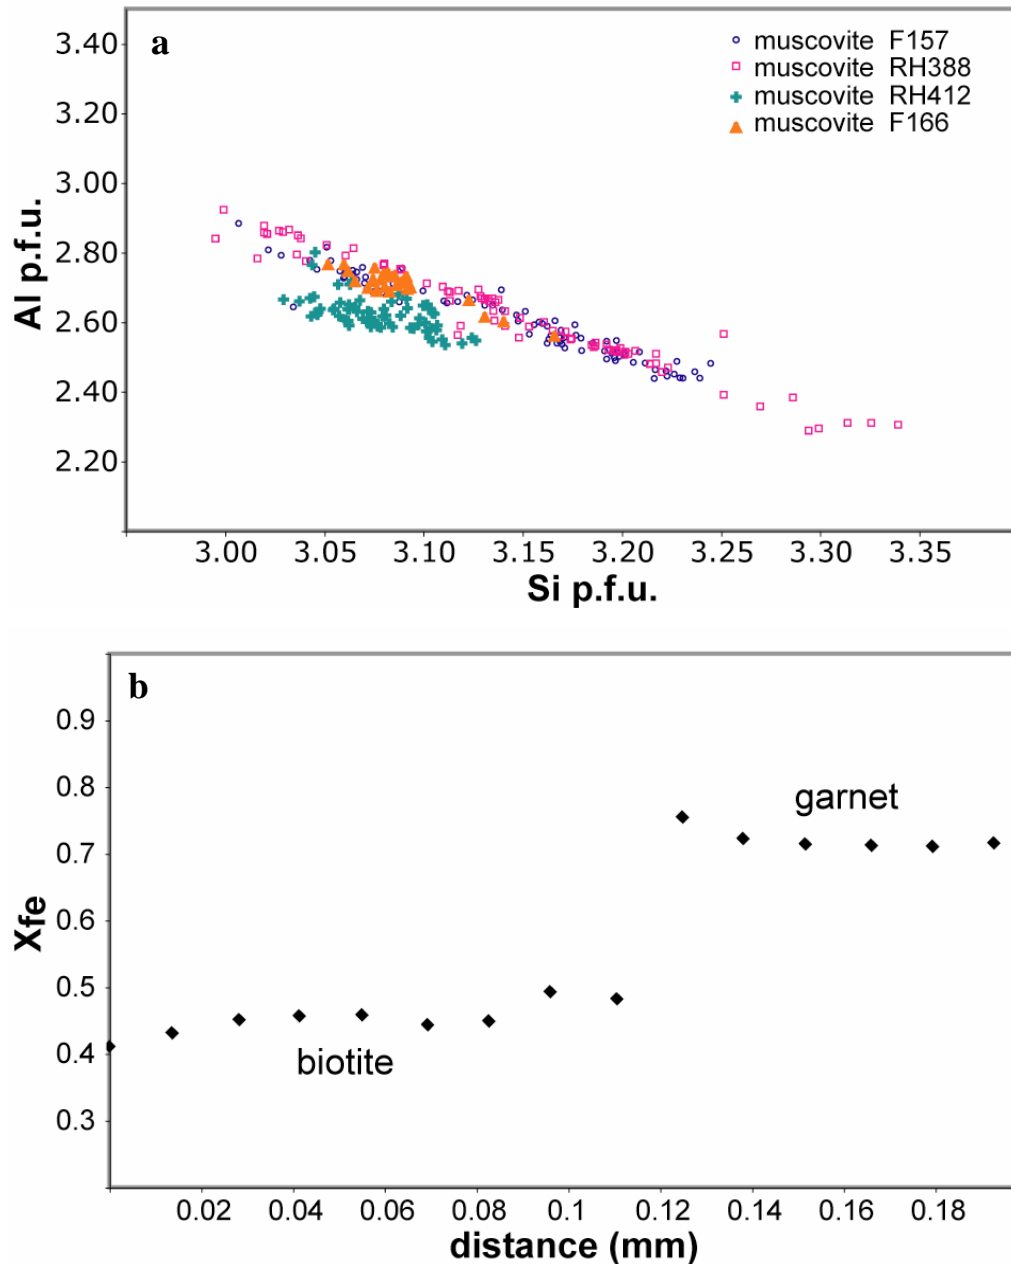 a
muscovite F157
muscovite RH388
muscovite RH412
muscovite F166
3.40
3.20
3.00
2.80
2.60
2.40
2.20
Al p.f.u.
3.00 3.05 3.10 3.15 3.20 3.25 3.30 3.35
Si p.f.u.
b
0.9
0.8
0.7
0.6
0.5
0.4
0.3
Xfe
garnet
biotite
0.02 0.04 0.06 0.08 0.1 0.12 0.14 0.16 0.18
distance (mm)